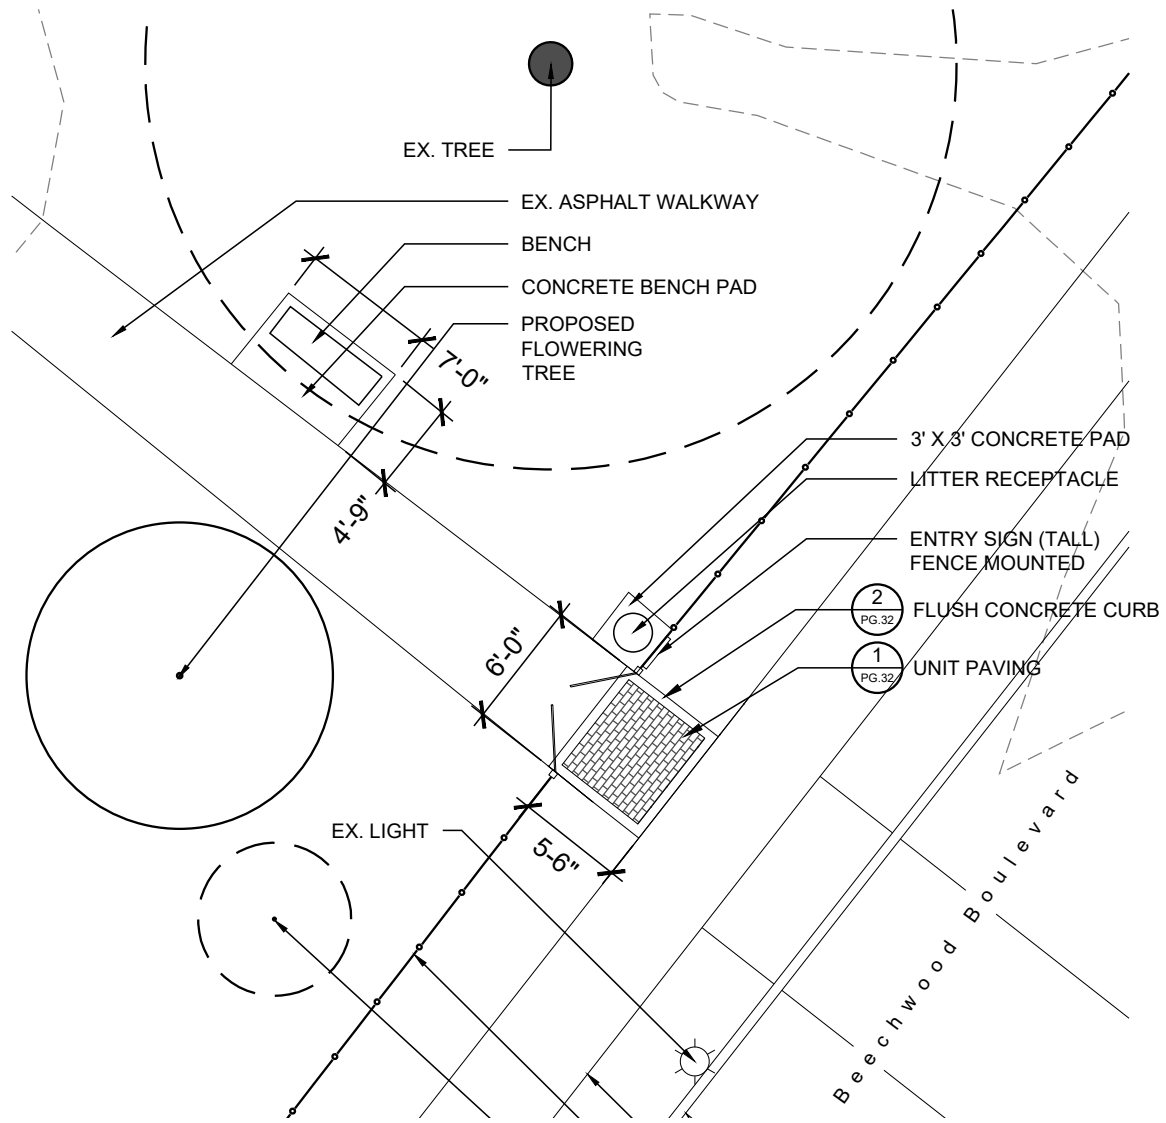 EX. TREE
EX. ASPHALT WALKWAY
BENCH
CONCRETE BENCH PAD
PROPOSED
FLOWERING
TREE
7'-0"
4'-9"
3' X 3' CONCRETE PAD
LITTER RECEPTACLE
ENTRY SIGN (TALL)
FENCE MOUNTED
2
PG.32
FLUSH CONCRETE CURB
1
PG.32
UNIT PAVING
6'-0"
5-6"
EX. LIGHT
Beechwood Boulevard